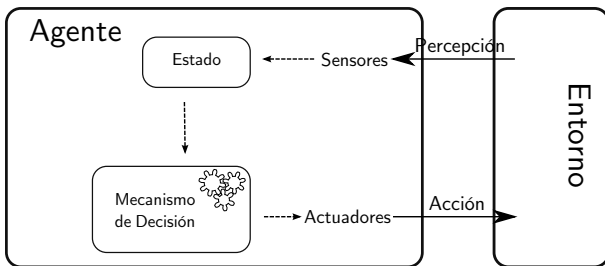 Agente
Estado
Sensores
Percepción
Entorno
Mecanismo
de Decisión
Actuadores
Acción